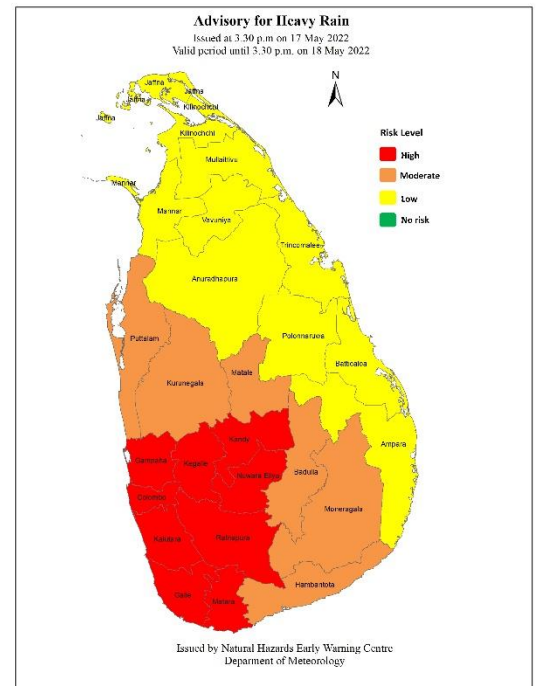 Advisory for Heavy Rain
Issued at 3.30 p.m on 17 May 2022
Valid period until 3.30 p.m. on 18 May 2022
N
Jaffna
Jaffna
Jaffna
Jaffna
Kilinochchi
Kilinochchi
Mullaittivu
Mannar
Mannar
Vavuniya
Trincomalee
Anuradhapura
Risk Level
High
Moderate
Low
No risk
Puttalam
Polonnaruwa
Batticaloa
Matale
Kurunegala
Ampara
Kandy
Gampaha
Kegalle
Nuwara Eliya
Badulla
Colombo
Moneragala
Kalutara
Ratnapura
Hambantota
Galle
Matara
Issued by Natural Hazards Early Warning Centre
Deparment of Meteorology